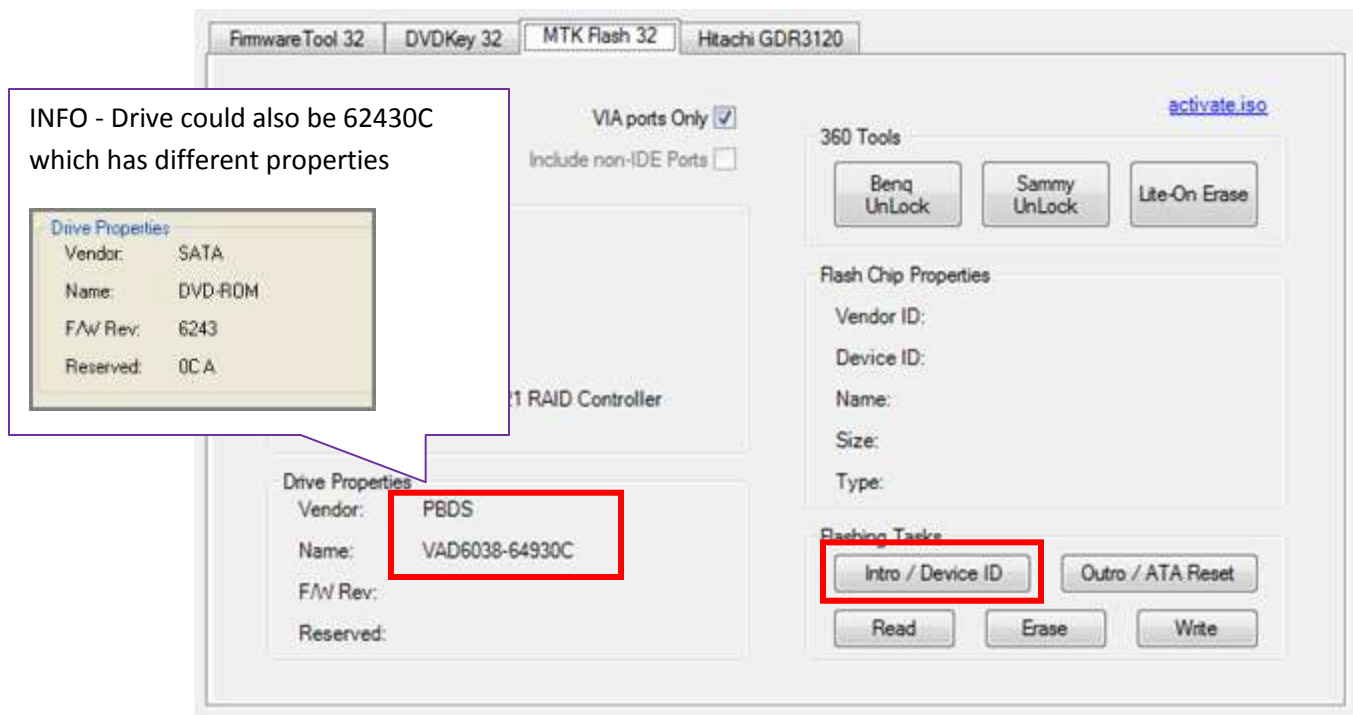 FirmwareTool 32
DVDKey 32
MTK Flash 32
Hitachi GDR3120
INFO - Drive could also be 62430C
which has different properties
Drive Properties
Vendor: SATA
Name: DVD-ROM
F/W Rev: 6243
Reserved: 0C A
VIA ports Only
Include non-IDE Ports
21 RAID Controller
Drive Properties
Vendor: PBDS
Name: VAD6038-64930C
F/W Rev:
Reserved:
activate.iso
360 Tools
Benq
UnLock
Sammy
UnLock
Lite-On Erase
Flash Chip Properties
Vendor ID:
Device ID:
Name:
Size:
Type:
Flashing Tasks
Intro / Device ID
Outro / ATA Reset
Read
Erase
Write